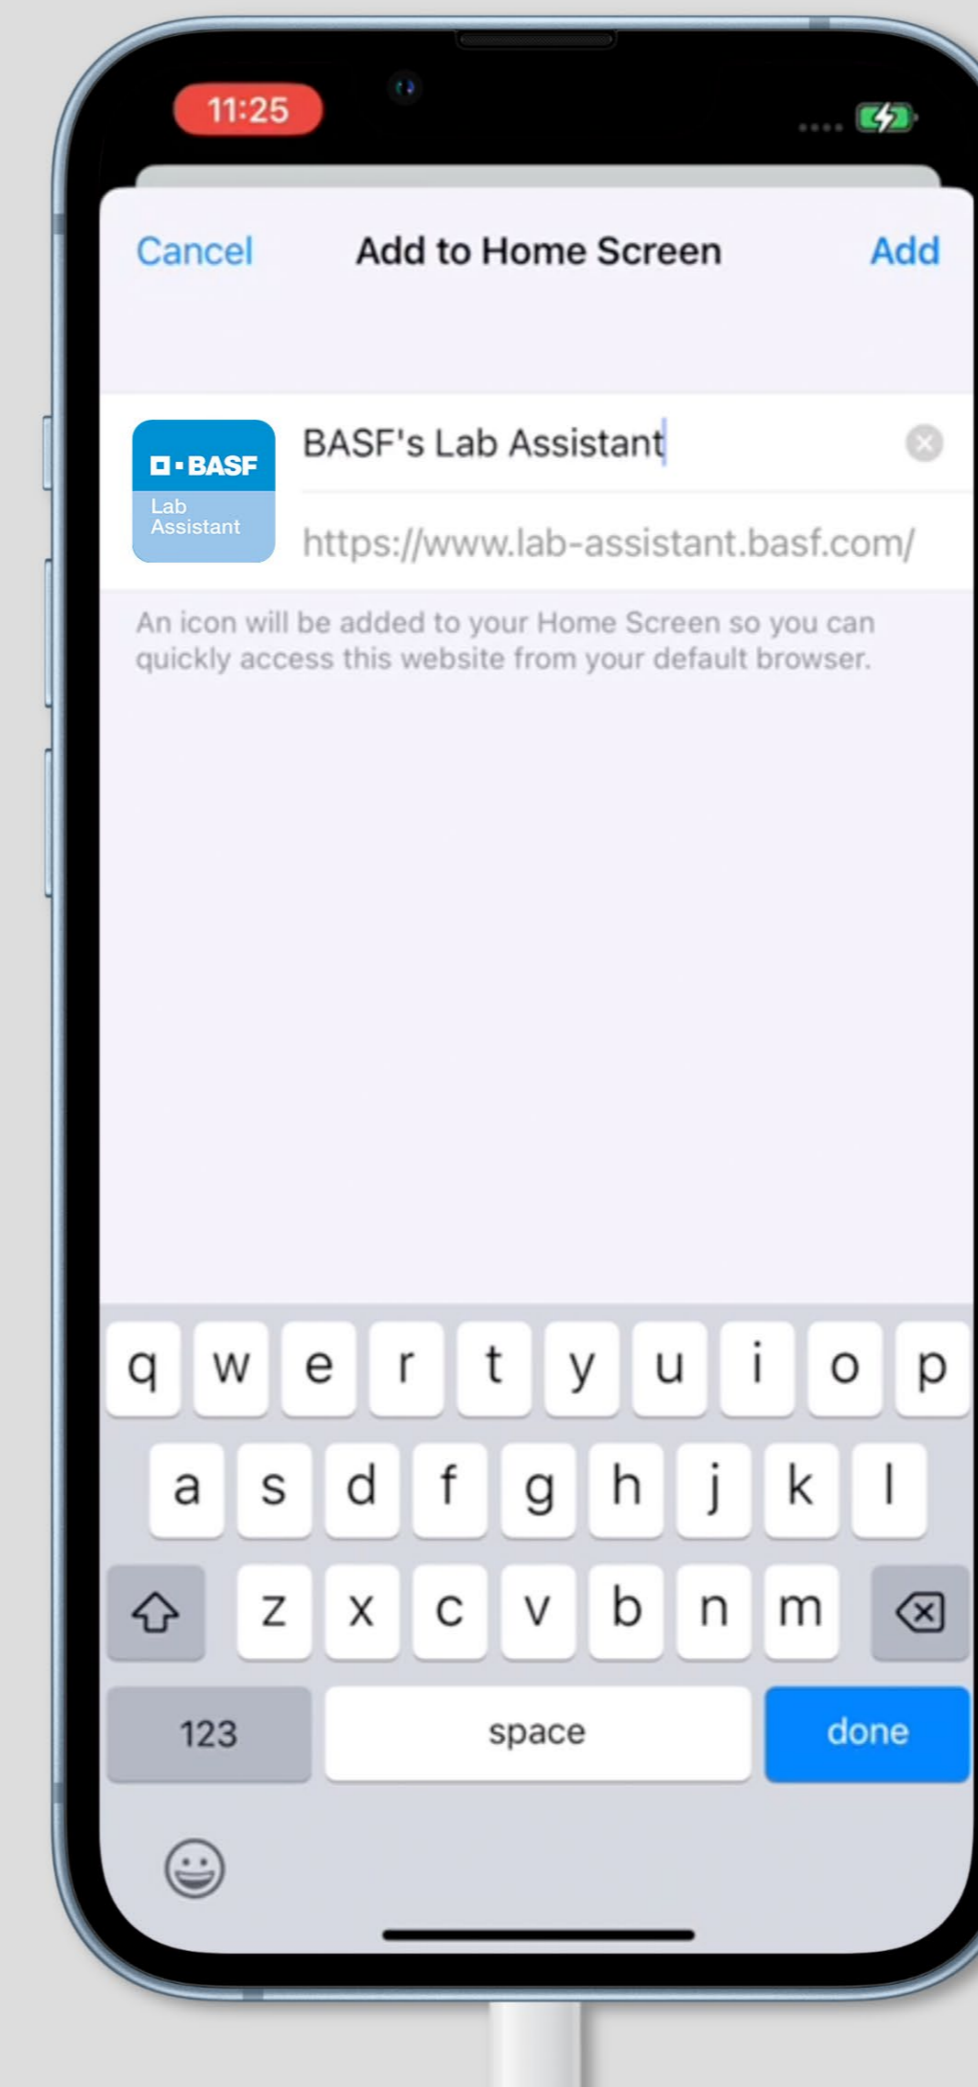 11:25
Cancel Add to Home Screen Add
BASF's Lab Assistant
BASF
Lab
Assistant
https://www.lab-assistant.basf.com/
An icon will be added to your Home Screen so you can
quickly access this website from your default browser.
q w e r t y u i o p
a s d f g h j k l
z x c v b n m
123 space done